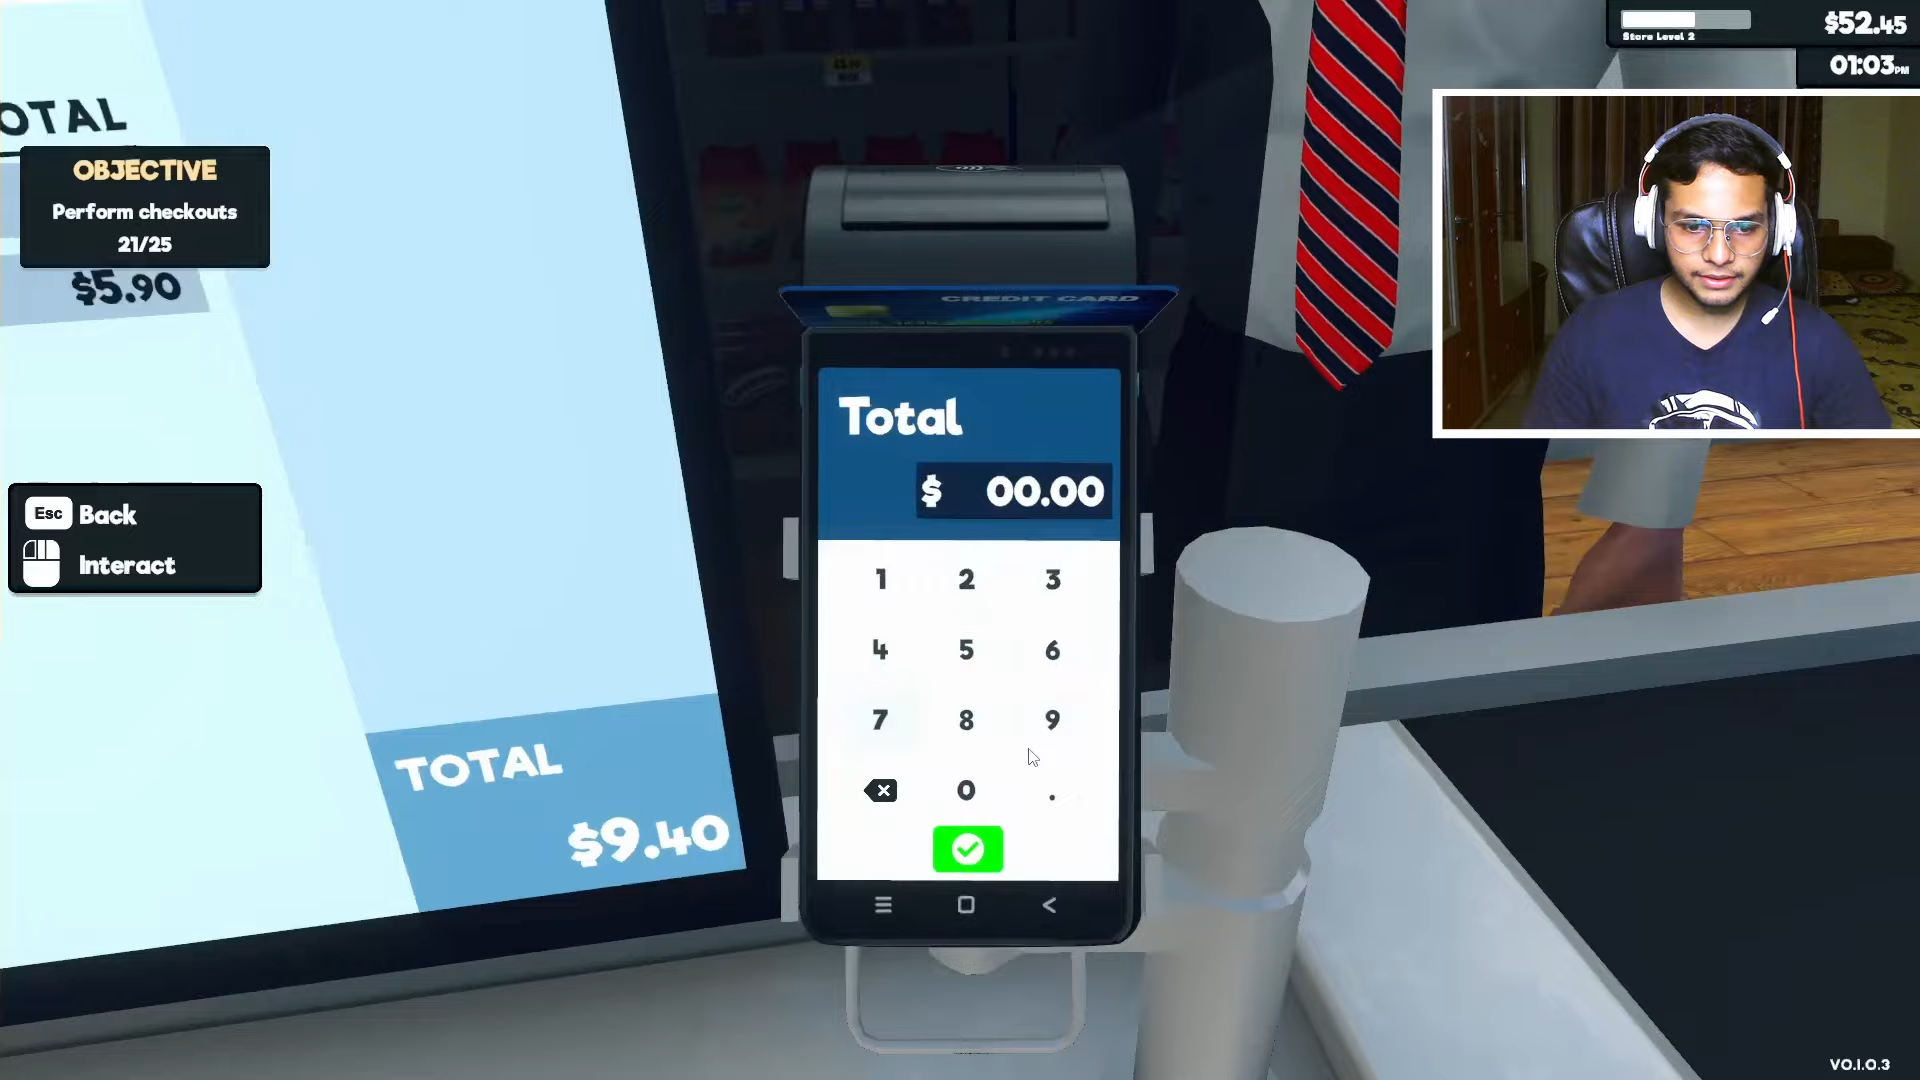 $52.45
Store Level 2
01:03PM
OTAL
OBJECTIVE
Perform checkouts
21/25
$5.90
CREDIT CARD
Total
$ 00.00
Esc Back
Interact
1 2 3
4 5 6
7 8 9
0 .
TOTAL
$9.40
V0.1.0.3